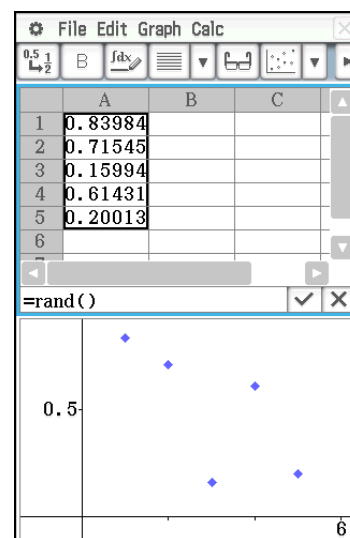 File Edit Graph Calc
0.5 1 2 B ∫dx
A B C
1 0.83984
2 0.71545
3 0.15994
4 0.61431
5 0.20013
6
=rand()
0.5
6